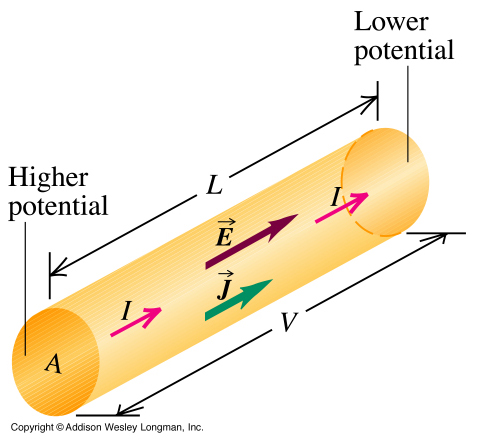 Lower
potential
Higher
potential
L
I
E
J
I
V
A
Copyright © Addison Wesley Longman, Inc.